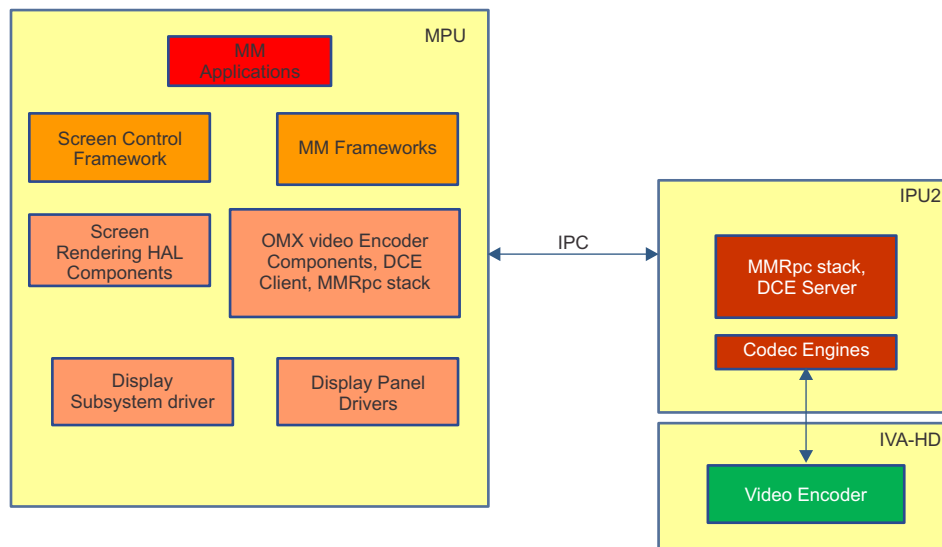 MPU
MM
Applications
Screen Control
Framework
MM Frameworks
Screen
Rendering HAL
Components
OMX video Encoder
Components, DCE
Client, MMRpc stack
Display
Subsystem driver
Display Panel
Drivers
IPC
IPU2
MMRpc stack,
DCE Server
Codec Engines
IVA-HD
Video Encoder